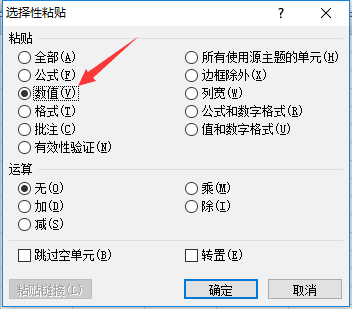 选择性粘贴
粘贴
全部(A) 所有使用源主题的单元(H)
公式(F) 边框除外(X)
数值(V) 列宽(W)
格式(T) 公式和数字格式(R)
批注(C) 值和数字格式(U)
有效性验证(N)
运算
无(O) 乘(M)
加(D) 除(I)
减(S)
跳过空单元(B) 转置(E)
粘贴链接(L) 确定 取消